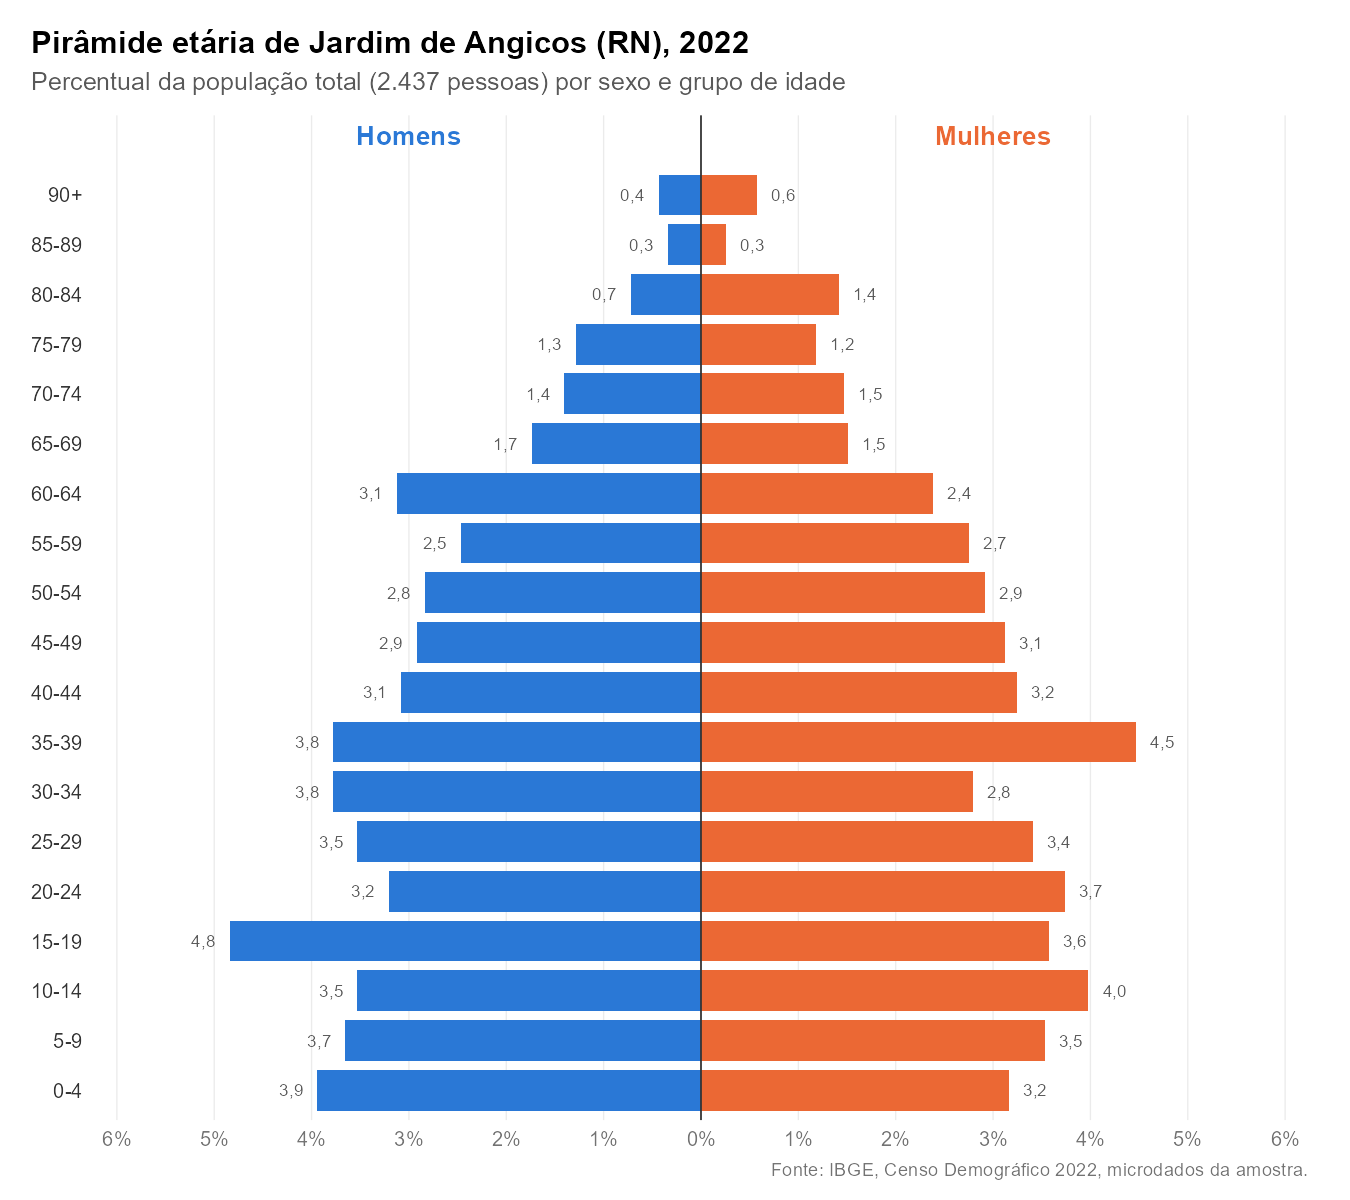 Pirâmide etária de Jardim de Angicos (RN), 2022
Percentual da população total (2.437 pessoas) por sexo e grupo de idade
Homens Mulheres
90+ 0,4 0,6
85-89 0,3 0,3
80-84 0,7 1,4
75-79 1,3 1,2
70-74 1,4 1,5
65-69 1,7 1,5
60-64 3,1 2,4
55-59 2,5 2,7
50-54 2,8 2,9
45-49 2,9 3,1
40-44 3,1 3,2
35-39 3,8 4,5
30-34 3,8 2,8
25-29 3,5 3,4
20-24 3,2 3,7
15-19 4,8 3,6
10-14 3,5 4,0
5-9 3,7 3,5
0-4 3,9 3,2
6% 5% 4% 3% 2% 1% 0% 1% 2% 3% 4% 5% 6%
Fonte: IBGE, Censo Demográfico 2022, microdados da amostra.